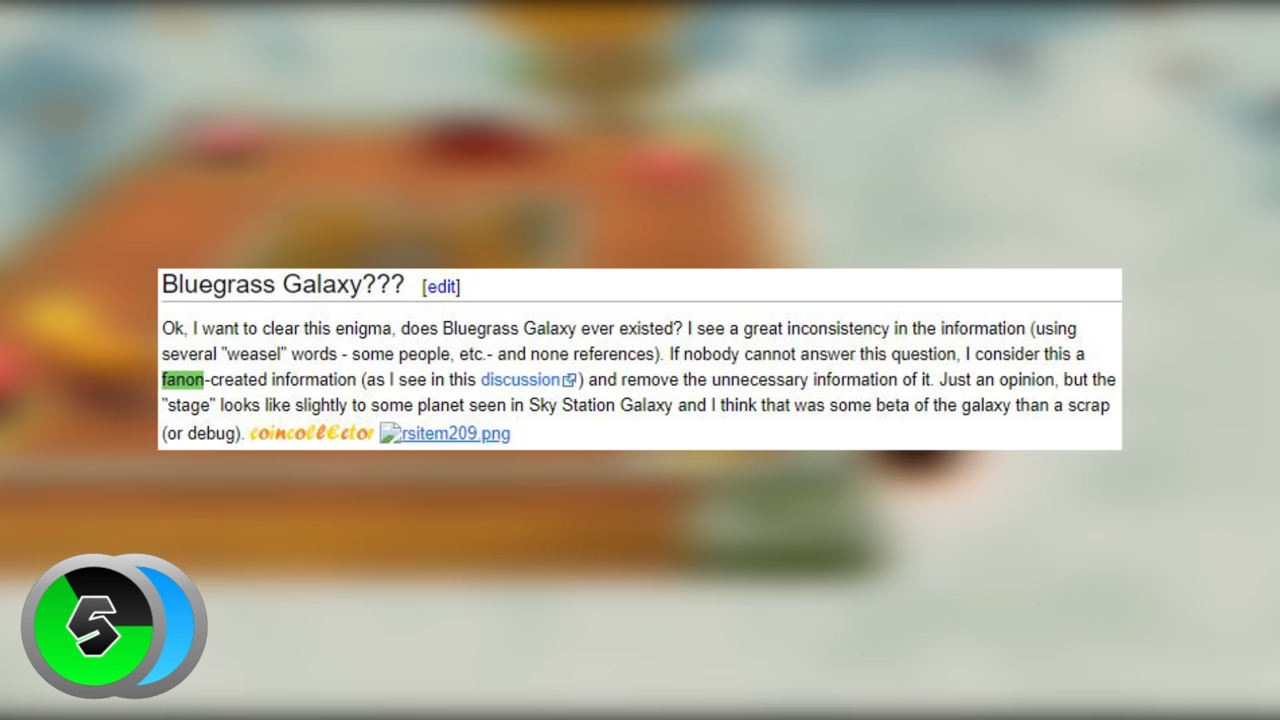 Bluegrass Galaxy??? [edit]
Ok, I want to clear this enigma, does Bluegrass Galaxy ever existed? I see a great inconsistency in the information (using
several "weasel" words - some people, etc.- and none references). If nobody cannot answer this question, I consider this a
fanon-created information (as I see in this discussion) and remove the unnecessary information of it. Just an opinion, but the
"stage" looks like slightly to some planet seen in Sky Station Galaxy and I think that was some beta of the galaxy than a scrap
(or debug). coincollεctor :rsitem209.png
5